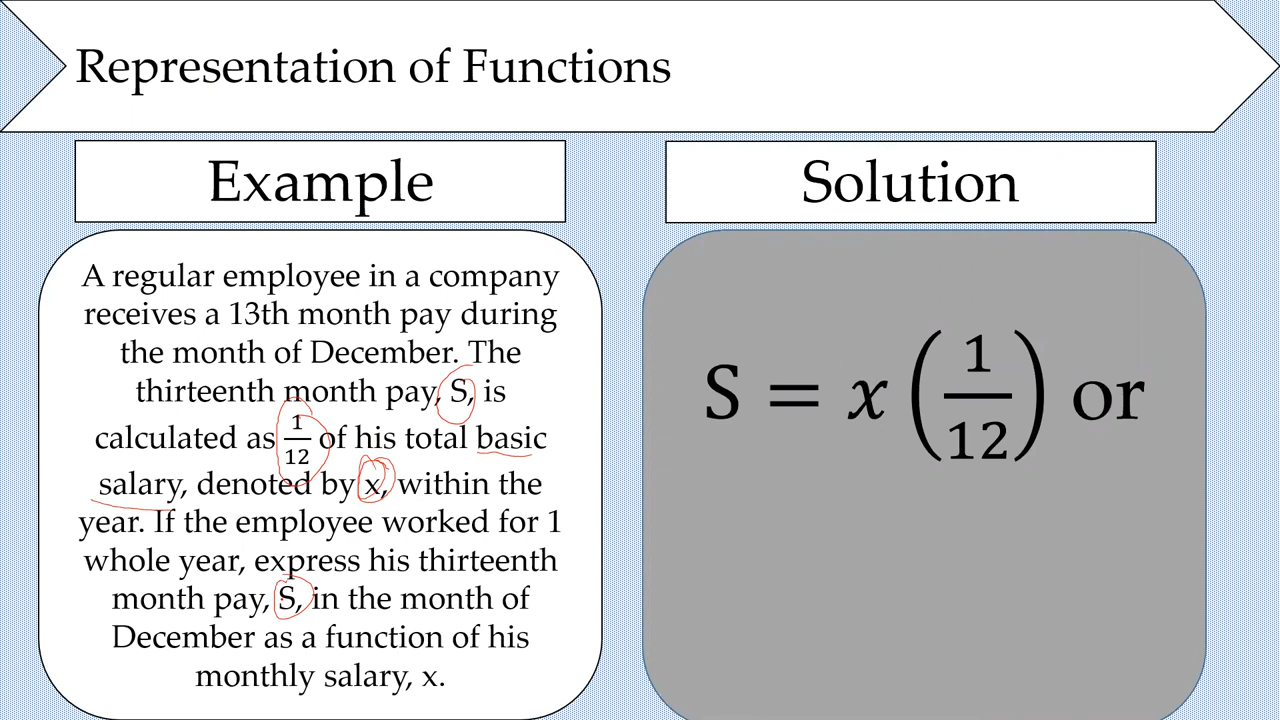 Representation of Functions
Example
A regular employee in a company
receives a 13th month pay during
the month of December. The
thirteenth month pay, S, is
calculated as 1/12 of his total basic
salary, denoted by x, within the
year. If the employee worked for 1
whole year, express his thirteenth
month pay, S, in the month of
December as a function of his
monthly salary, x.
Solution
S = x(1/12) or